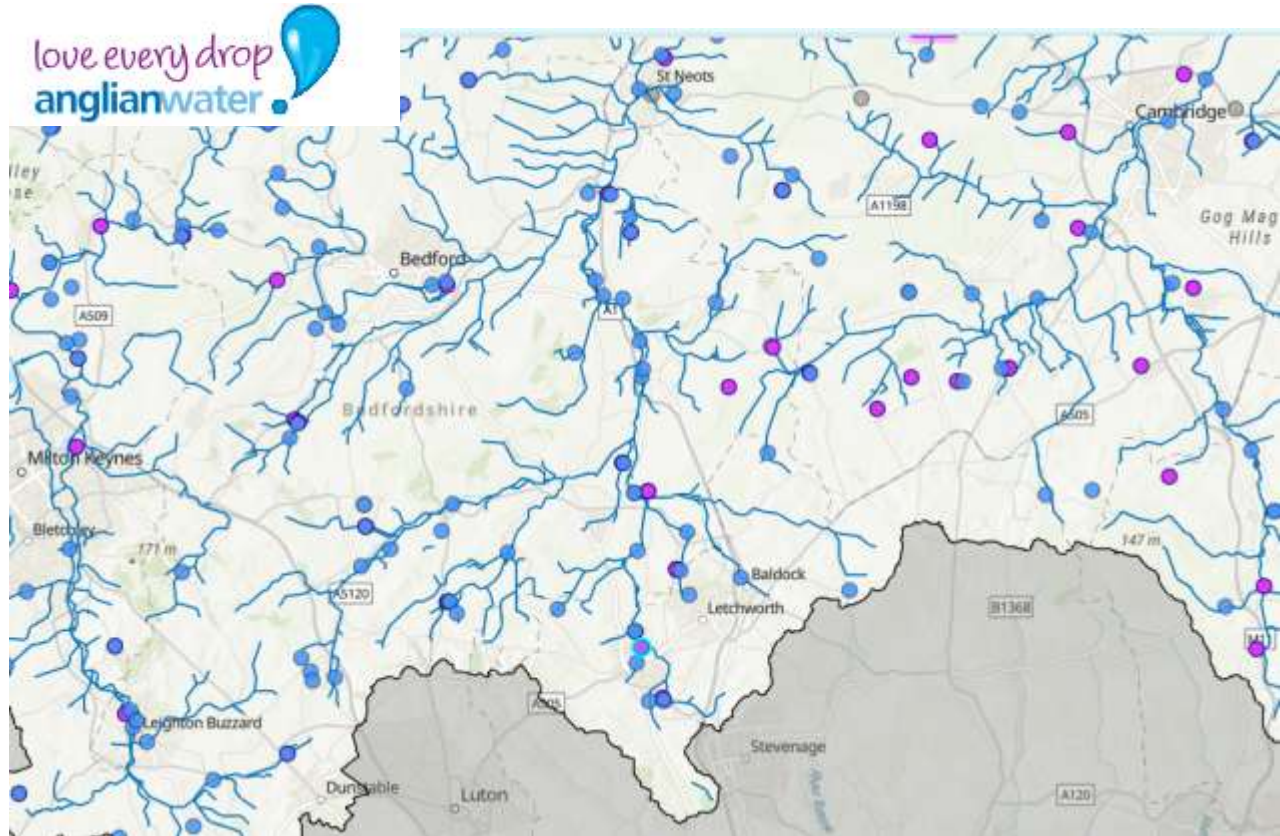 love every drop
anglianwater
St Neots
Cambridge
A1198
Gog Mag
Hills
Bedford
A509
A1
Bedfordshire
A505
Milton Keynes
Bletchley
171 m
147 m
A5120
Baldock
Letchworth
B1368
M11
A505
Leighton Buzzard
Stevenage
Dunstable
Luton
A120